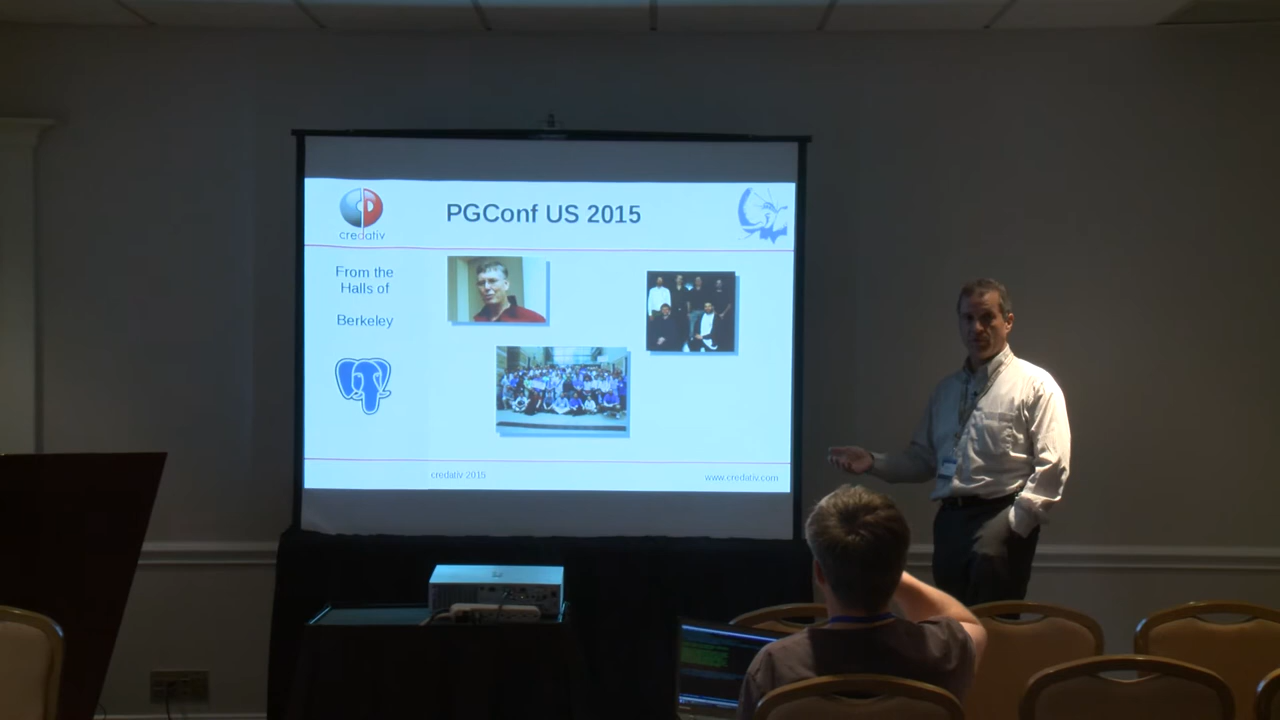 PGConf US 2015
credativ
From the
Halls of
Berkeley
credativ 2015
www.credativ.com